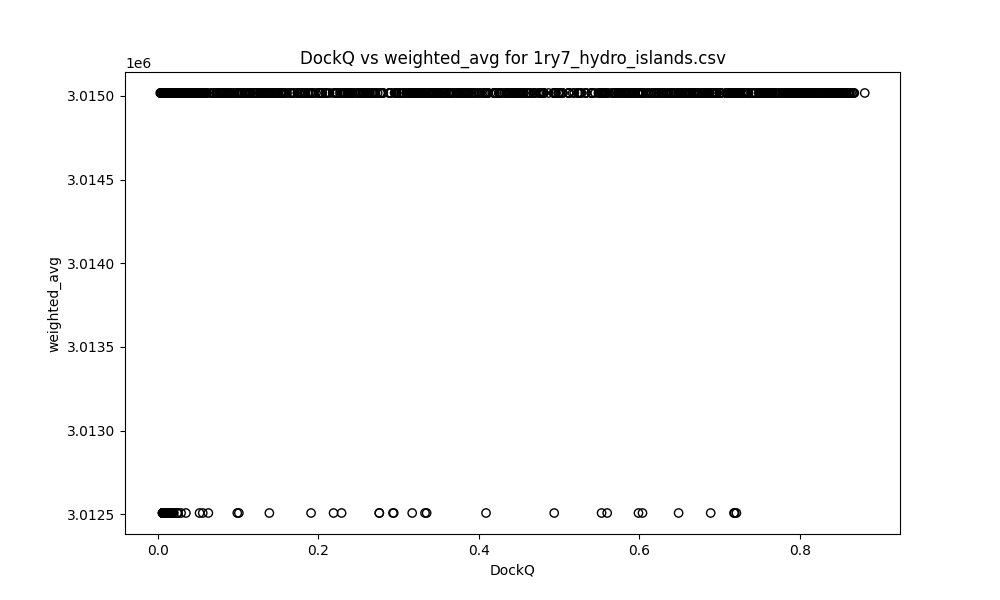 DockQ vs weighted_avg for 1ry7_hydro_islands.csv
1e6
3.0150
3.0145
3.0140
3.0135
3.0130
3.0125
weighted_avg
0.0 0.2 0.4 0.6 0.8
DockQ